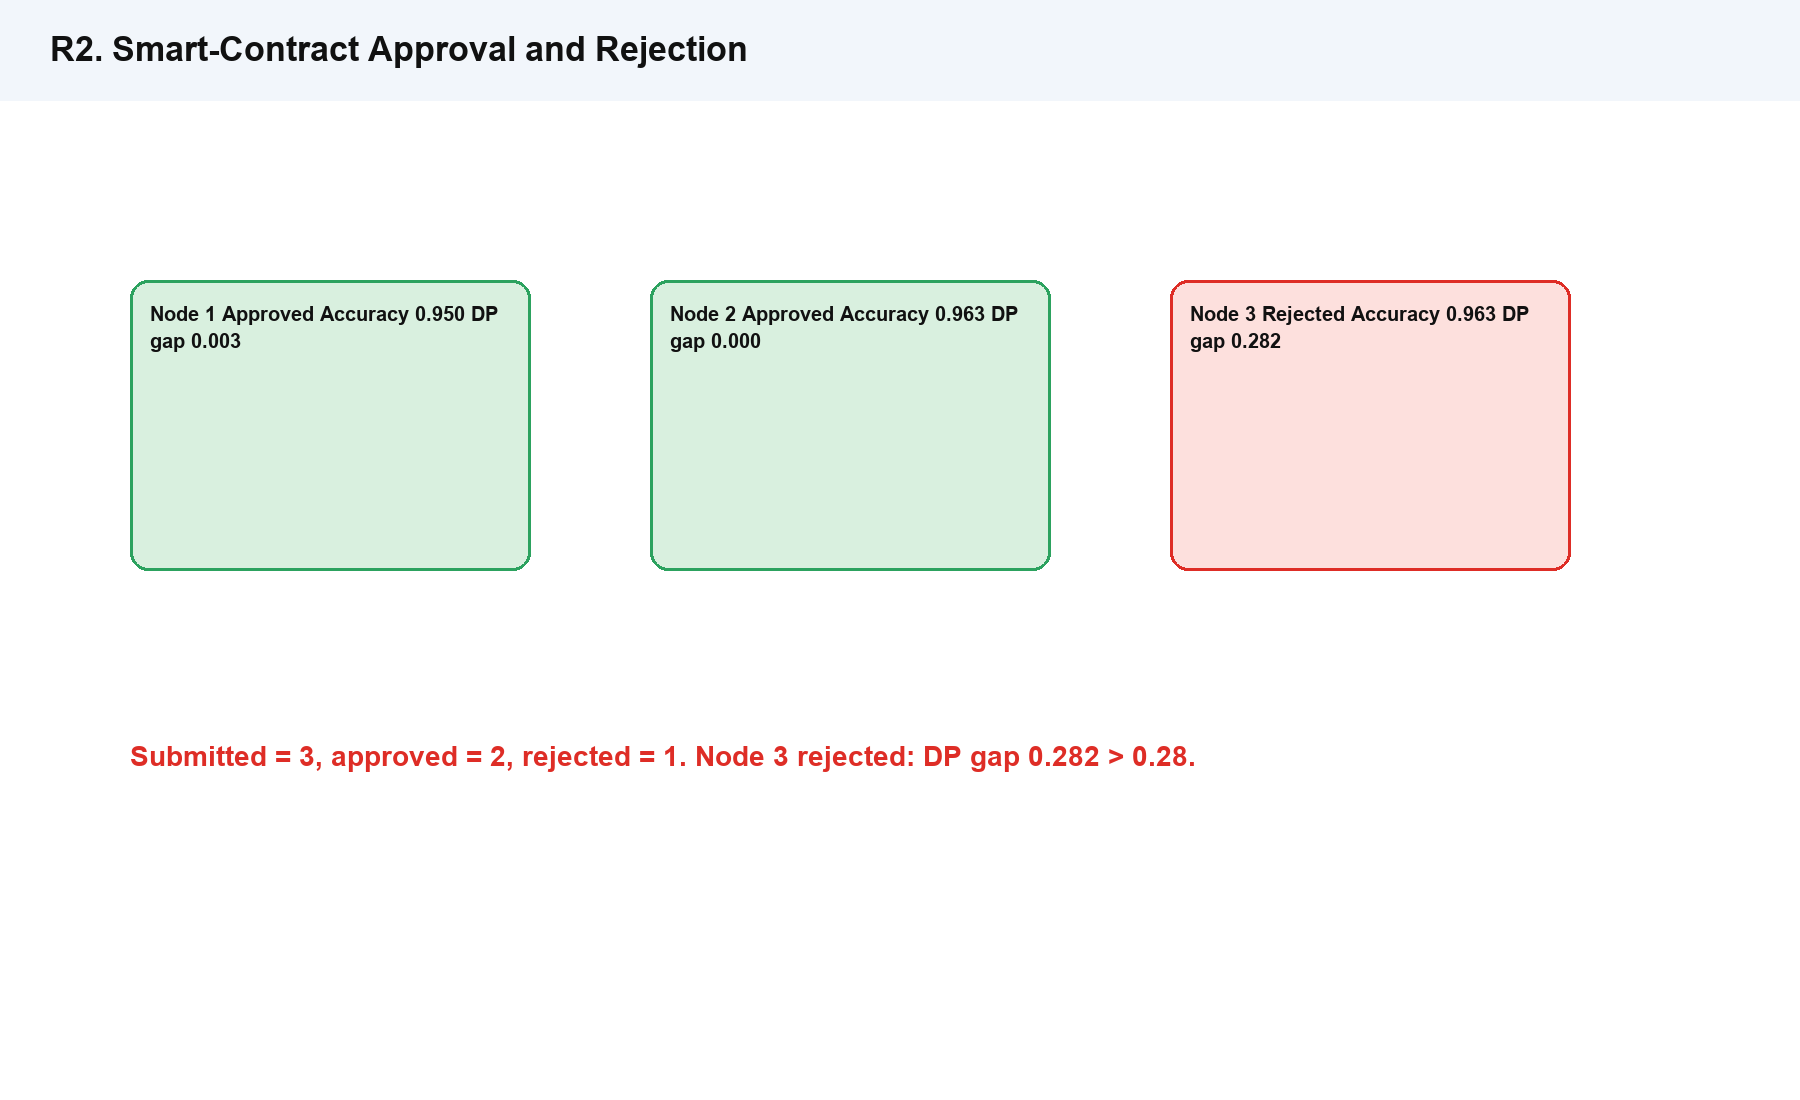 R2. Smart-Contract Approval and Rejection
Node 1 Approved Accuracy 0.950 DP
gap 0.003
Node 2 Approved Accuracy 0.963 DP
gap 0.000
Node 3 Rejected Accuracy 0.963 DP
gap 0.282
Submitted = 3, approved = 2, rejected = 1. Node 3 rejected: DP gap 0.282 > 0.28.